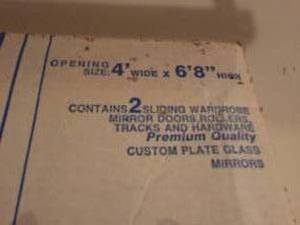 OPENING SIZE: 4' WIDE X 6'8" HIGH
CONTAINS 2 SLIDING WARDROBE
MIRROR DOORS, ROLLERS,
TRACKS AND HARDWARE
Premium Quality
CUSTOM PLATE GLASS
MIRRORS